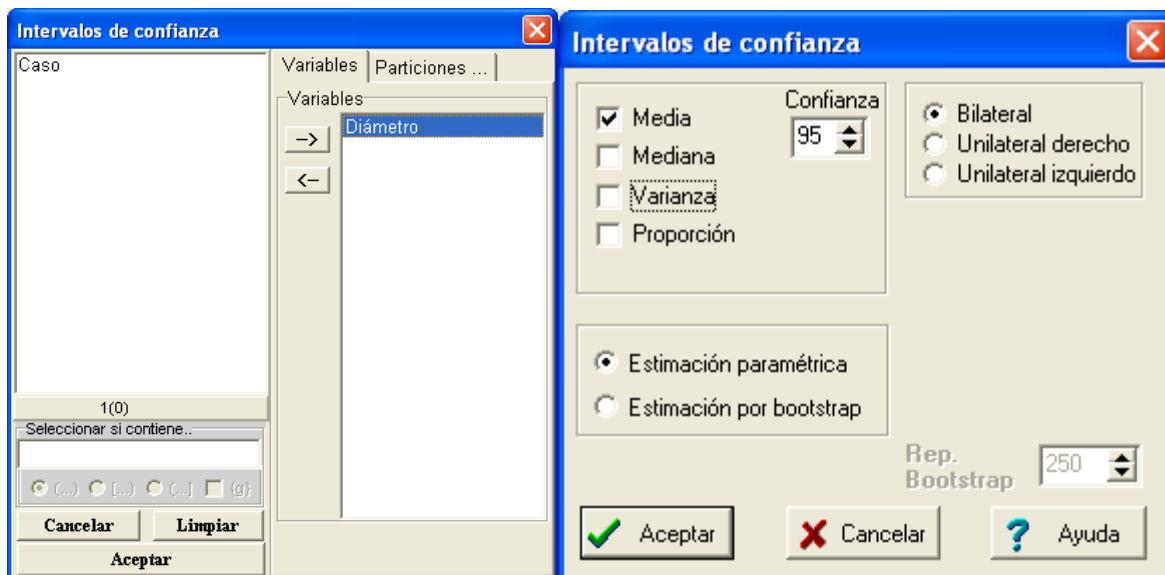 Intervalos de confianza
Caso
1(0)
Seleccionar si contiene..
(...) [...) (...] {g}
Cancelar Limpiar
Aceptar
Variables Particiones ...
Variables
-->
<--
Diámetro
Intervalos de confianza
Media
Mediana
Varianza
Proporción
Confianza
95
Bilateral
Unilateral derecho
Unilateral izquierdo
Estimación paramétrica
Estimación por bootstrap
Rep.
Bootstrap
250
Aceptar Cancelar Ayuda